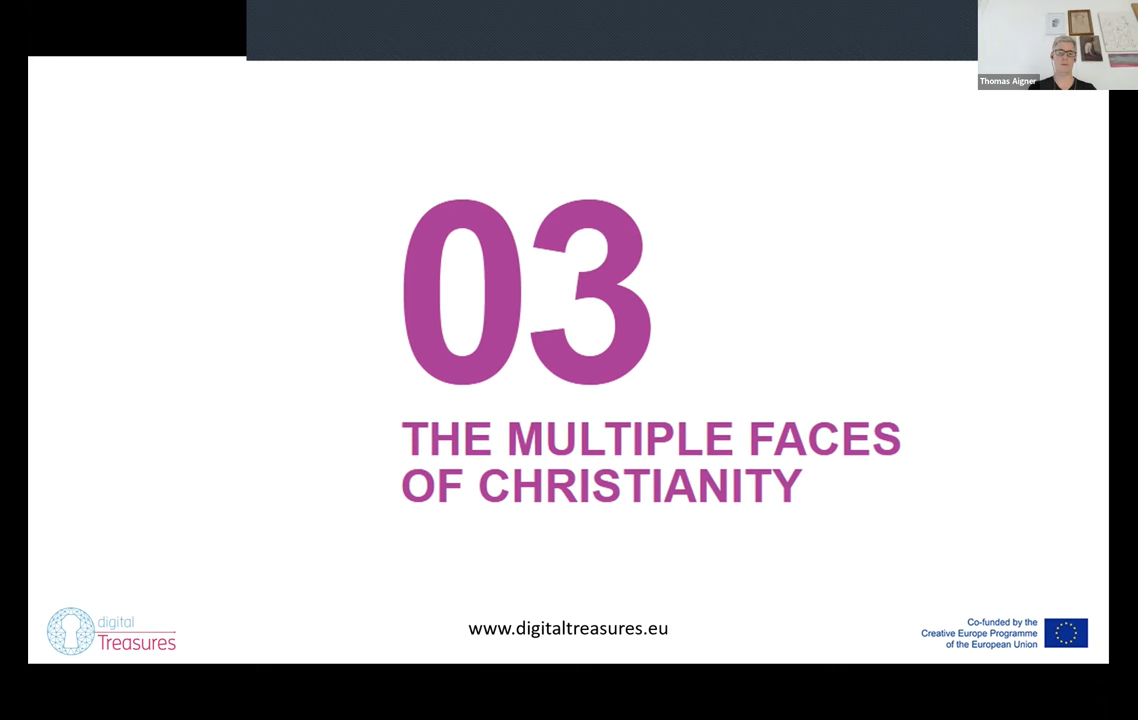 Thomas Aigner
03
THE MULTIPLE FACES
OF CHRISTIANITY
digital
Treasures
www.digitaltreasures.eu
Co-funded by the
Creative Europe Programme
of the European Union